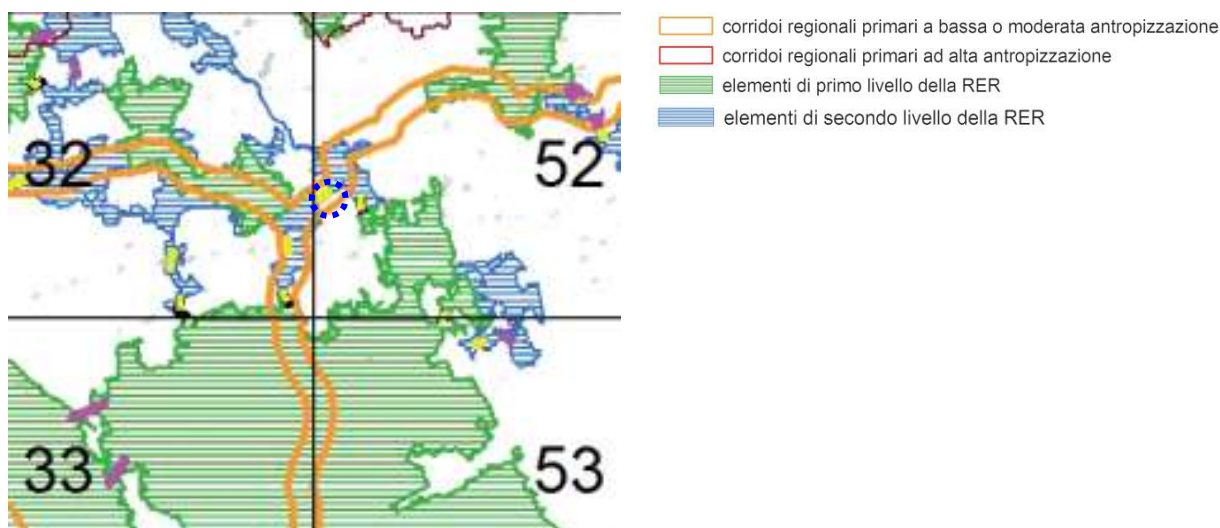 corridoi regionali primari a bassa o moderata antropizzazione
corridoi regionali primari ad alta antropizzazione
elementi di primo livello della RER
elementi di secondo livello della RER
32
52
33
53